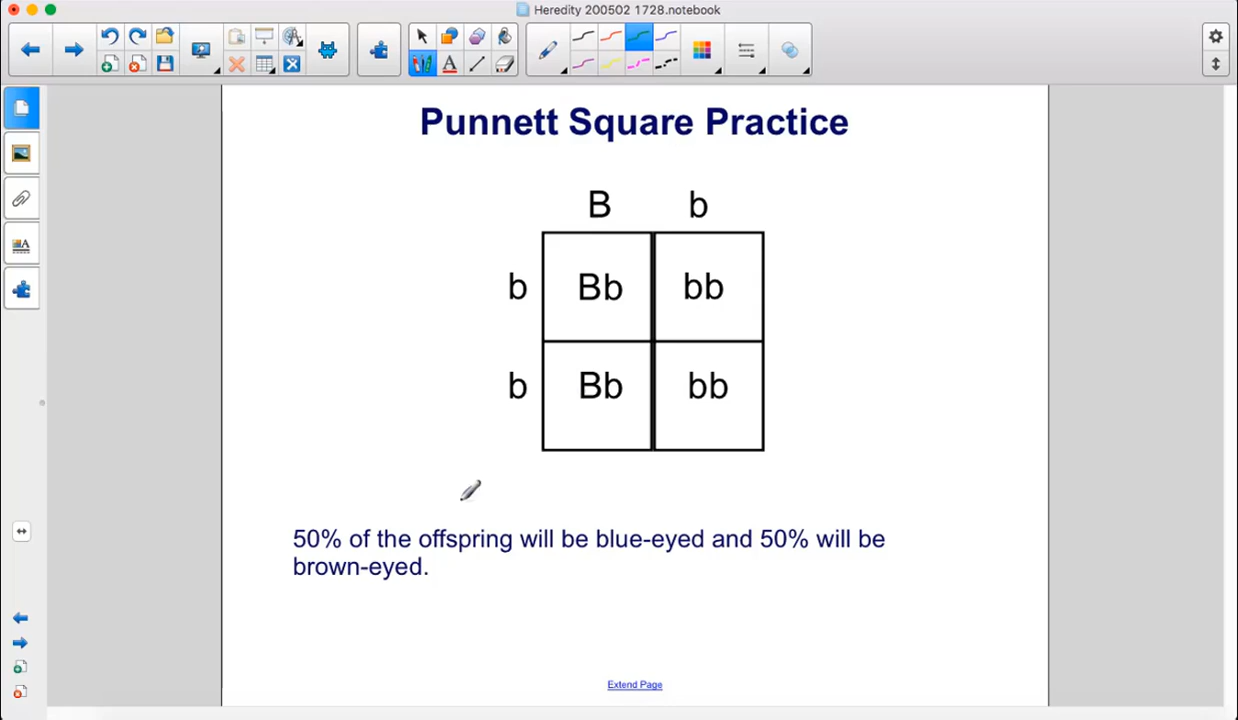 Heredity 200502 1728.notebook
Punnett Square Practice
B b
b Bb bb
b Bb bb
50% of the offspring will be blue-eyed and 50% will be
brown-eyed.
Extend Page